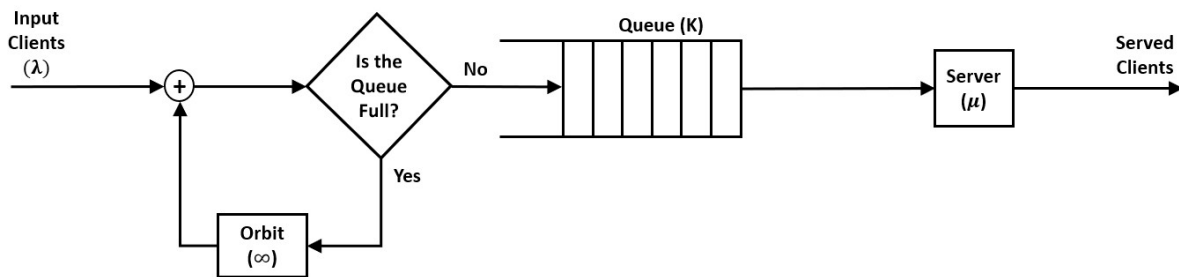 Input
Clients
(λ)
+
Is the
Queue
Full?
No
Yes
Orbit
(∞)
Queue (K)
Server
(μ)
Served
Clients